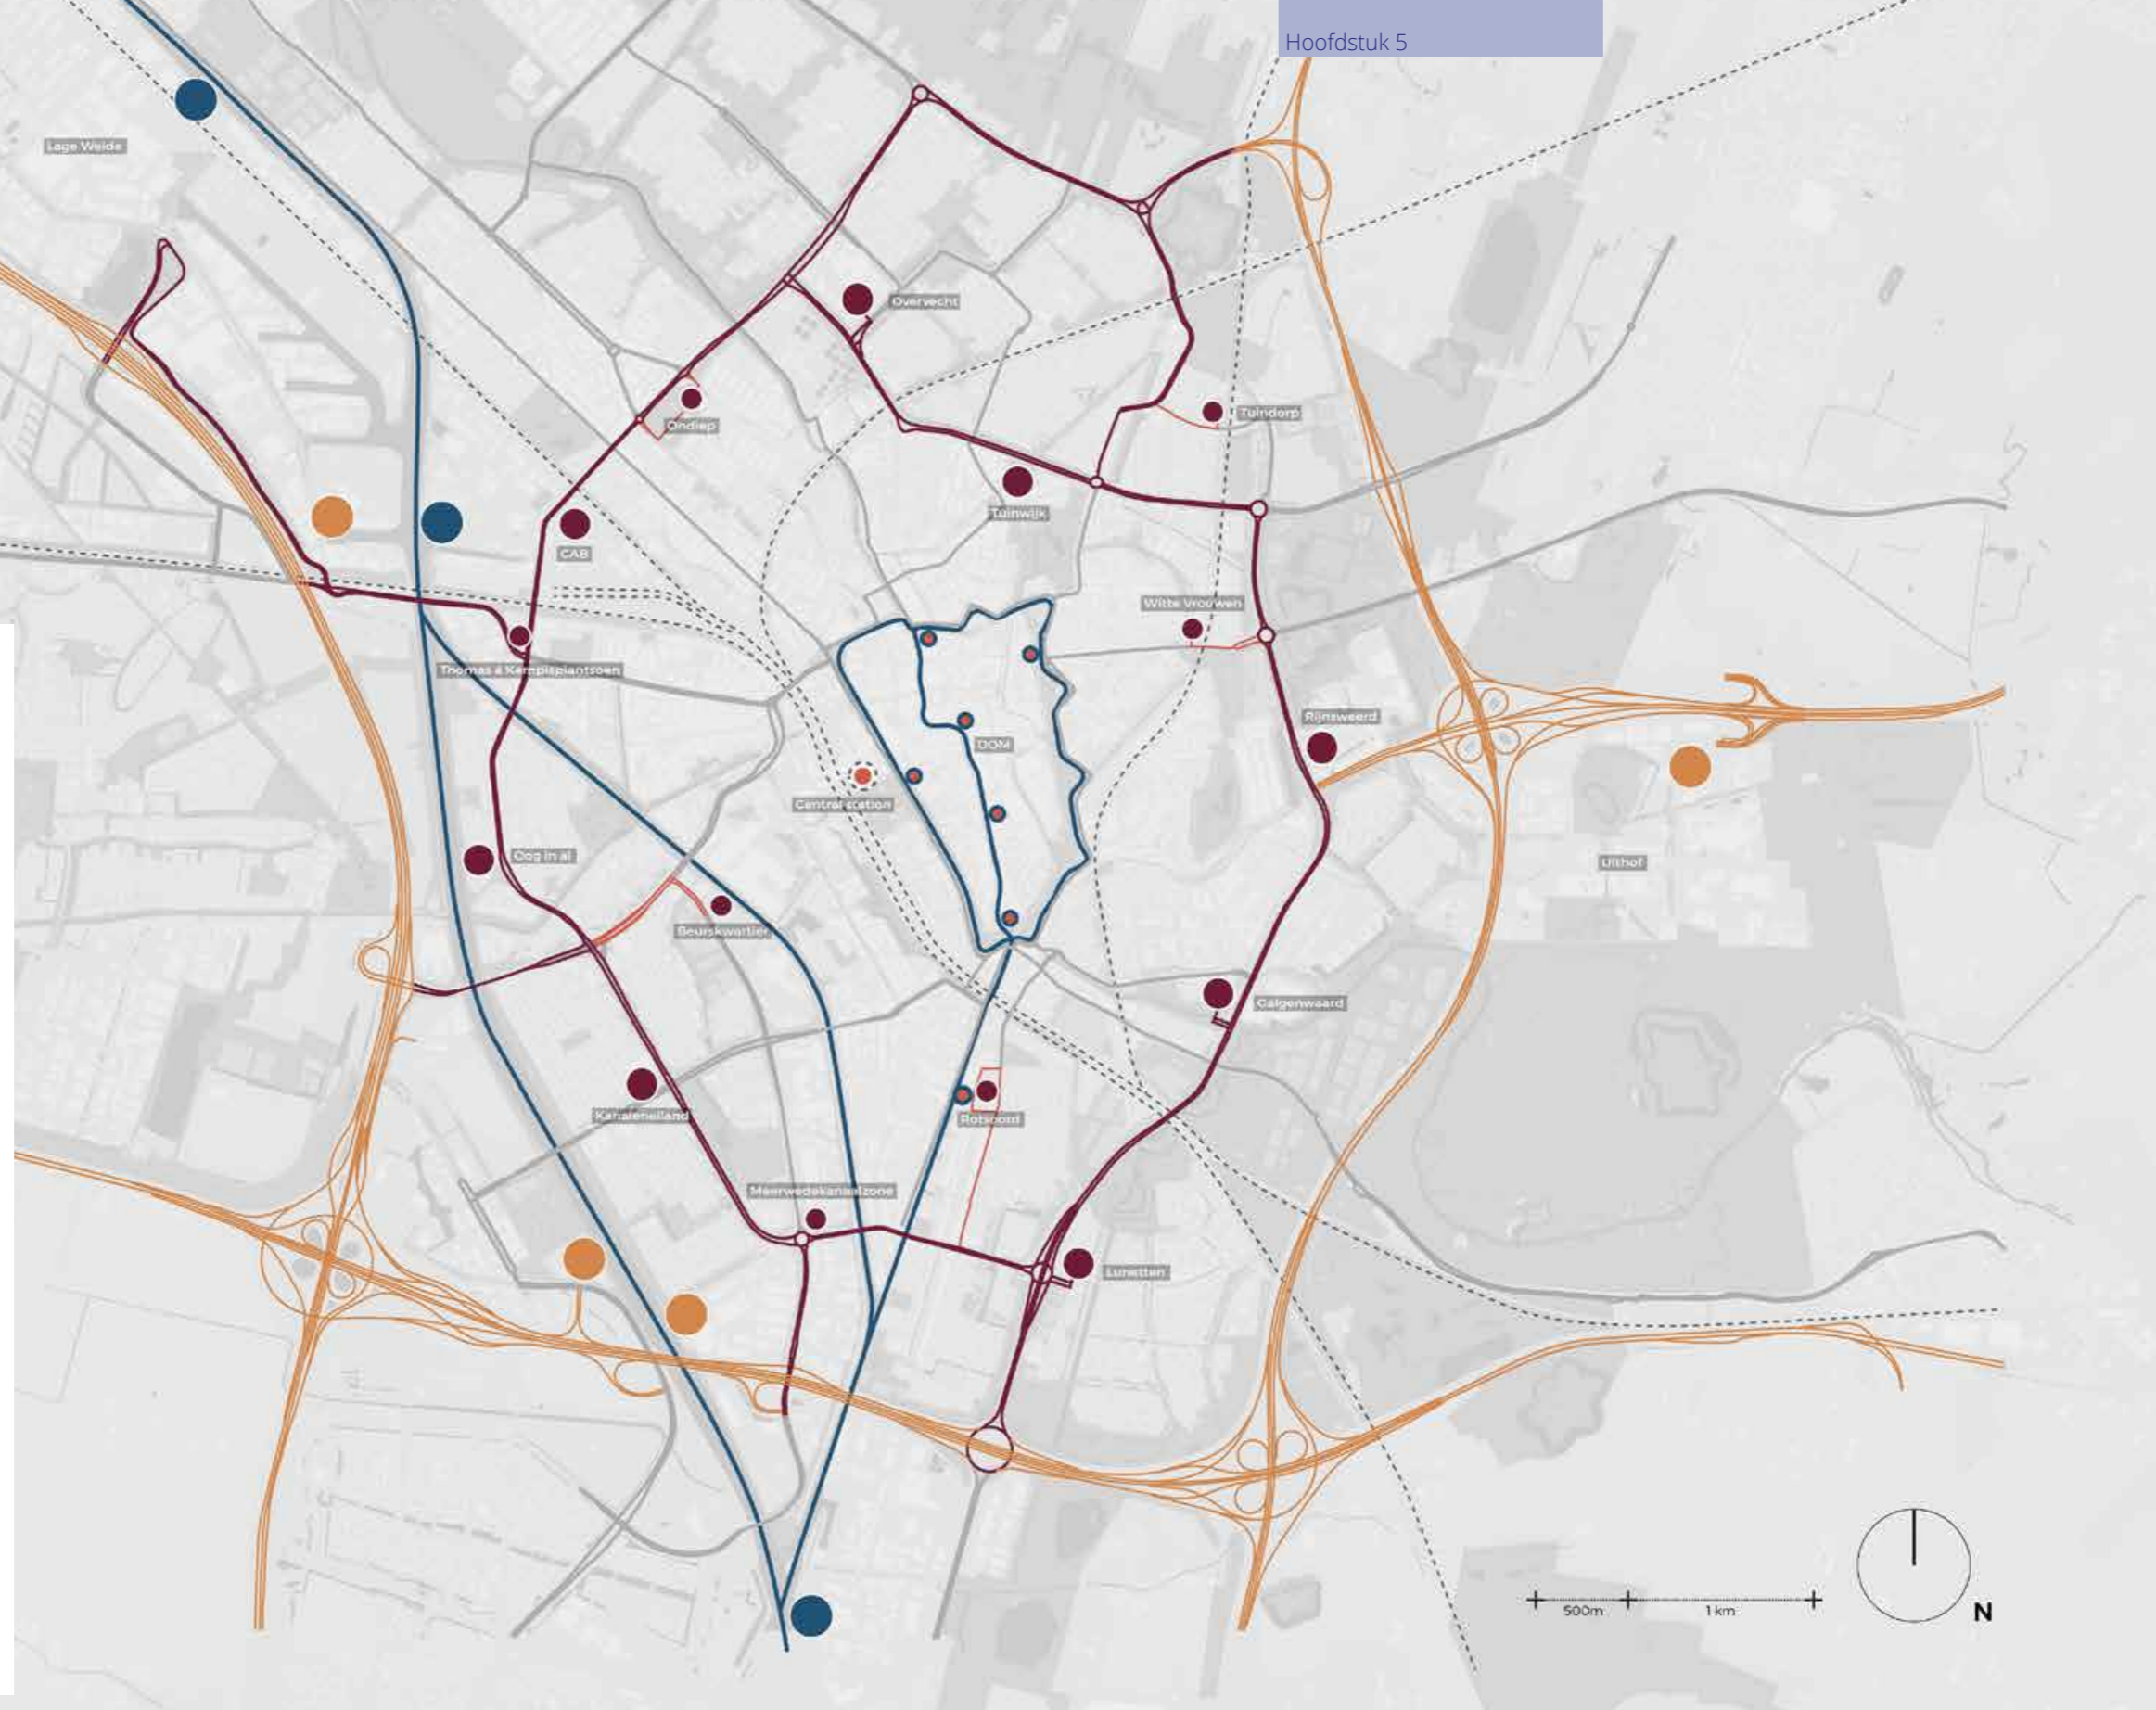 Hoofdstuk 5
Lage Weide
Overvecht
Ondiep
Tuindorp
Tuinwijk
CAB
Witte Vrouwen
Thomas à Kempisplantsoen
Rijnsweerd
DOM
Central station
Oog in al
Uithof
Beurskwartier
Galgenwaard
Kanaleneiland
Rotsoord
Merwedekanaalzone
Lunetten
500m
1 km
N